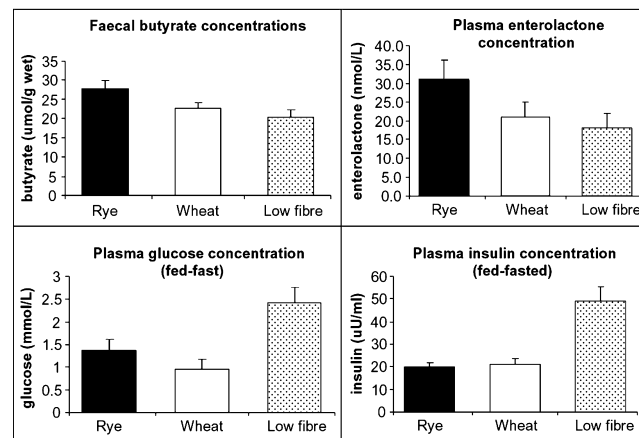 Faecal butyrate concentrations
butyrate (umol/g wet)
35
30
25
20
15
10
5
0
Rye Wheat Low fibre
Plasma enterolactone
concentration
enterolactone (nmol/L)
40.0
35.0
30.0
25.0
20.0
15.0
10.0
5.0
0.0
Rye Wheat Low fibre
Plasma glucose concentration
(fed-fast)
glucose (mmol/L)
3
2.5
2
1.5
1
0.5
0
Rye Wheat Low fibre
Plasma insulin concentration
(fed-fasted)
insulin (uU/ml)
60
50
40
30
20
10
0
Rye Wheat Low fibre